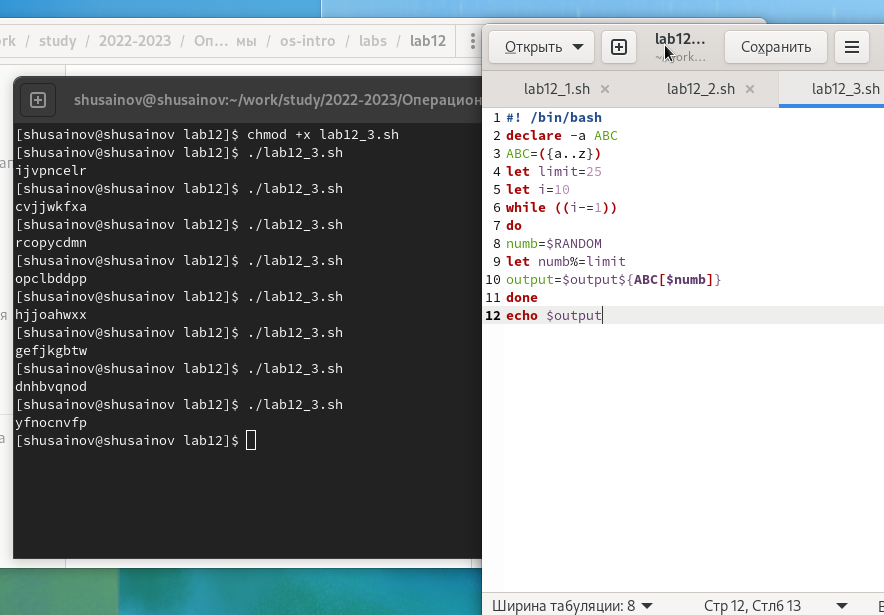 rk / study / 2022-2023 / Оп... мы / os-intro / labs / lab12
shusainov@shusainov:~/work/study/2022-2023/Операцион
[shusainov@shusainov lab12]$ chmod +x lab12_3.sh
[shusainov@shusainov lab12]$ ./lab12_3.sh
ijvpncelr
[shusainov@shusainov lab12]$ ./lab12_3.sh
cvjjwkfxa
[shusainov@shusainov lab12]$ ./lab12_3.sh
rcopycdmn
[shusainov@shusainov lab12]$ ./lab12_3.sh
opclbddpp
[shusainov@shusainov lab12]$ ./lab12_3.sh
hjjoahwxx
[shusainov@shusainov lab12]$ ./lab12_3.sh
gefjkgbtw
[shusainov@shusainov lab12]$ ./lab12_3.sh
dnhbvqnod
[shusainov@shusainov lab12]$ ./lab12_3.sh
yfnocnvfp
[shusainov@shusainov lab12]$
Открыть lab12... Сохранить
lab12_1.sh × lab12_2.sh × lab12_3.sh
1 #! /bin/bash
2 declare -a ABC
3 ABC=({a..z})
4 let limit=25
5 let i=10
6 while ((i-=1))
7 do
8 numb=$RANDOM
9 let numb%=limit
10 output=$output${ABC[$numb]}
11 done
12 echo $output
Ширина табуляции: 8 Стр 12, Стлб 13